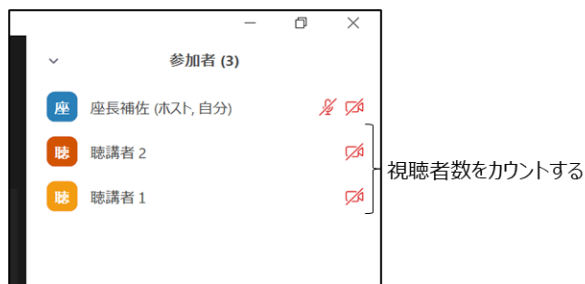 参加者 (3)
座 座長補佐 (ホスト, 自分)
聴 聴講者 2
聴 聴講者 1
視聴者数をカウントする